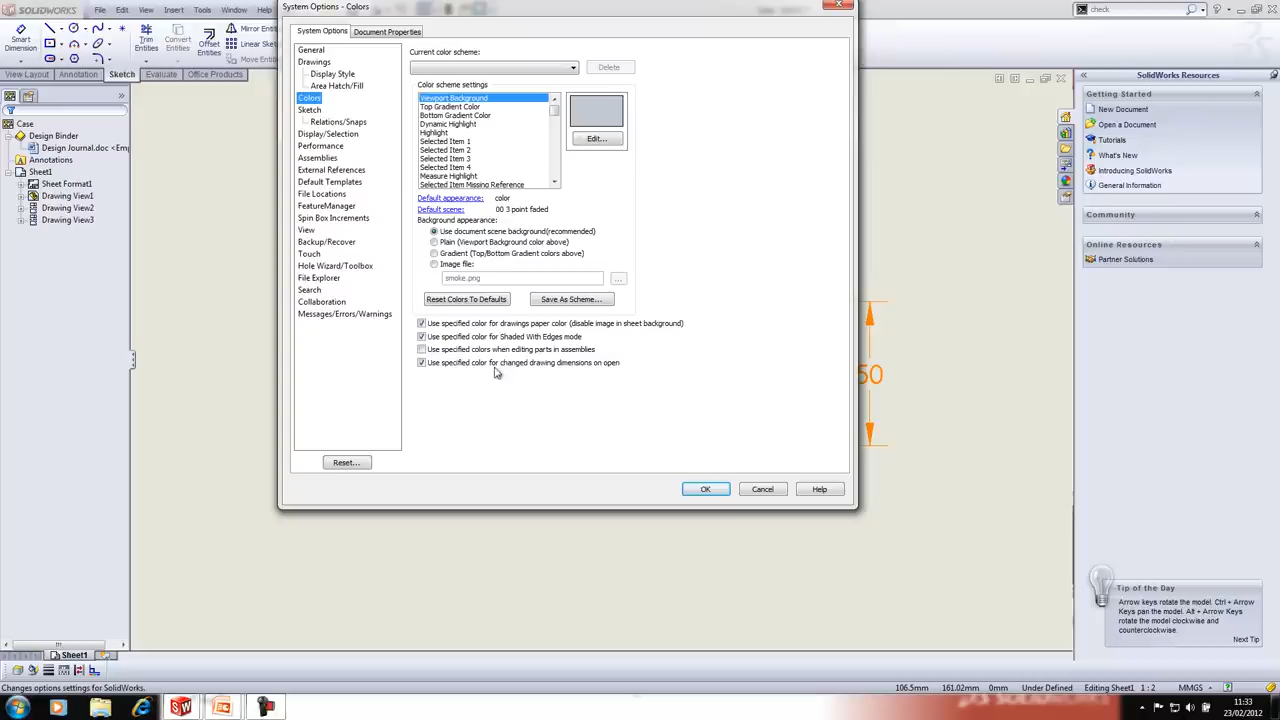 SOLIDWORKS
File Edit View Insert Tools Window
System Options - Colors
check
Smart Dimension
Trim Entities
Convert Entities
Offset Entities
Mirror Entities
Linear Sketch
Move Entities
View Layout Annotation Sketch Evaluate Office Products
System Options Document Properties
General
Drawings
Display Style
Area Hatch/Fill
Colors
Sketch
Relations/Snaps
Display/Selection
Performance
Assemblies
External References
Default Templates
File Locations
FeatureManager
Spin Box Increments
View
Backup/Recover
Touch
Hole Wizard/Toolbox
File Explorer
Search
Collaboration
Messages/Errors/Warnings
Reset...
Current color scheme:
Delete
Color scheme settings
Viewport Background
Top Gradient Color
Bottom Gradient Color
Dynamic Highlight
Highlight
Selected Item 1
Selected Item 2
Selected Item 3
Selected Item 4
Measure Highlight
Selected Item Missing Reference
Edit...
Default appearance: color
Default scene: 00 3 point faded
Background appearance:
Use document scene background(recommended)
Plain (Viewport Background color above)
Gradient (Top/Bottom Gradient colors above)
Image file:
smoke.png ...
Reset Colors To Defaults Save As Scheme...
Use specified color for drawings paper color (disable image in sheet background)
Use specified color for Shaded With Edges mode
Use specified colors when editing parts in assemblies
Use specified color for changed drawing dimensions on open
OK Cancel Help
Case
Design Binder
Design Journal.doc <Emp
Annotations
Sheet1
Sheet Format1
Drawing View1
Drawing View2
Drawing View3
50
SolidWorks Resources
Getting Started
New Document
Open a Document
Tutorials
What's New
Introducing SolidWorks
General Information
Community
Online Resources
Partner Solutions
Tip of the Day
Arrow keys rotate the model. Ctrl + Arrow
Keys pan the model. Alt + Arrow Keys
rotate the model clockwise and
counterclockwise.
Next Tip
Sheet1
Changes options settings for SolidWorks.
106.5mm 161.02mm 0mm Under Defined Editing Sheet1 1 : 2 MMGS
11:33
23/02/2012